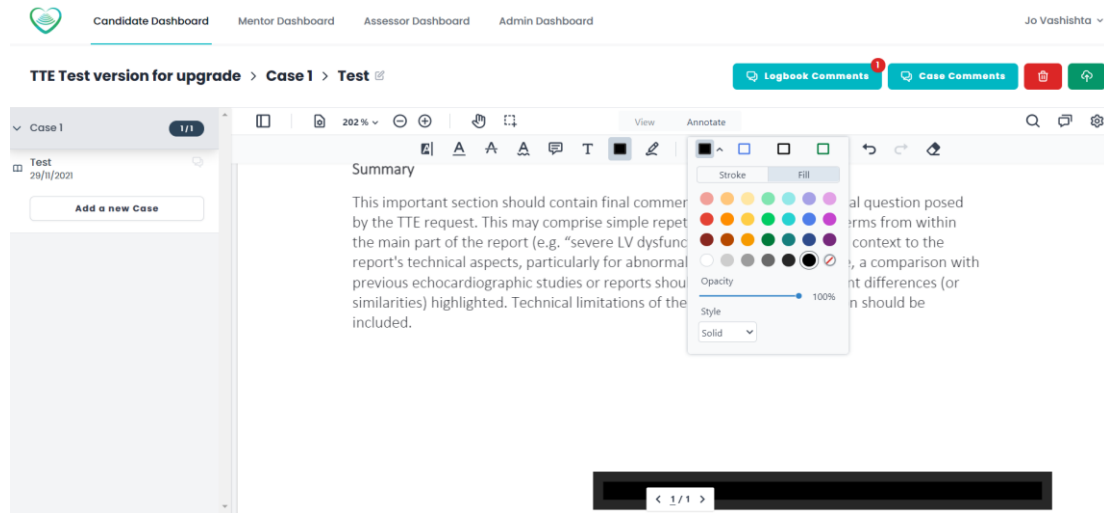 Candidate Dashboard Mentor Dashboard Assessor Dashboard Admin Dashboard Jo Vashishta
TTE Test version for upgrade > Case 1 > Test
Logbook Comments 1 Case Comments
Case 1 1/1
202 % View Annotate
Test
29/11/2021
Add a new Case
T
Stroke Fill
Opacity
100%
Style
Solid
Summary
This important section should contain final commen al question posed
by the TTE request. This may comprise simple repet erms from within
the main part of the report (e.g. “severe LV dysfunc context to the
report's technical aspects, particularly for abnormal e, a comparison with
previous echocardiographic studies or reports shoul nt differences (or
similarities) highlighted. Technical limitations of the n should be
included.
< 1/1 >